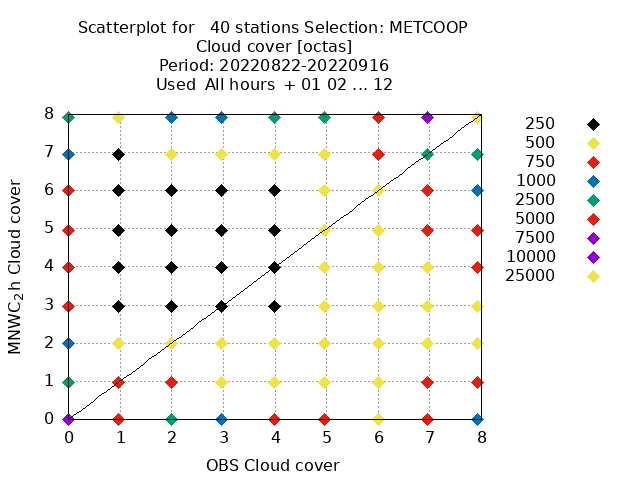 Scatterplot for   40 stations Selection: METCOOP
Cloud cover [octas]
Period: 20220822-20220916
Used  All hours  + 01 02 ... 12
8
7
6
5
4
3
2
1
0
MNWC2h Cloud cover
0 1 2 3 4 5 6 7 8
OBS Cloud cover
250
500
750
1000
2500
5000
7500
10000
25000